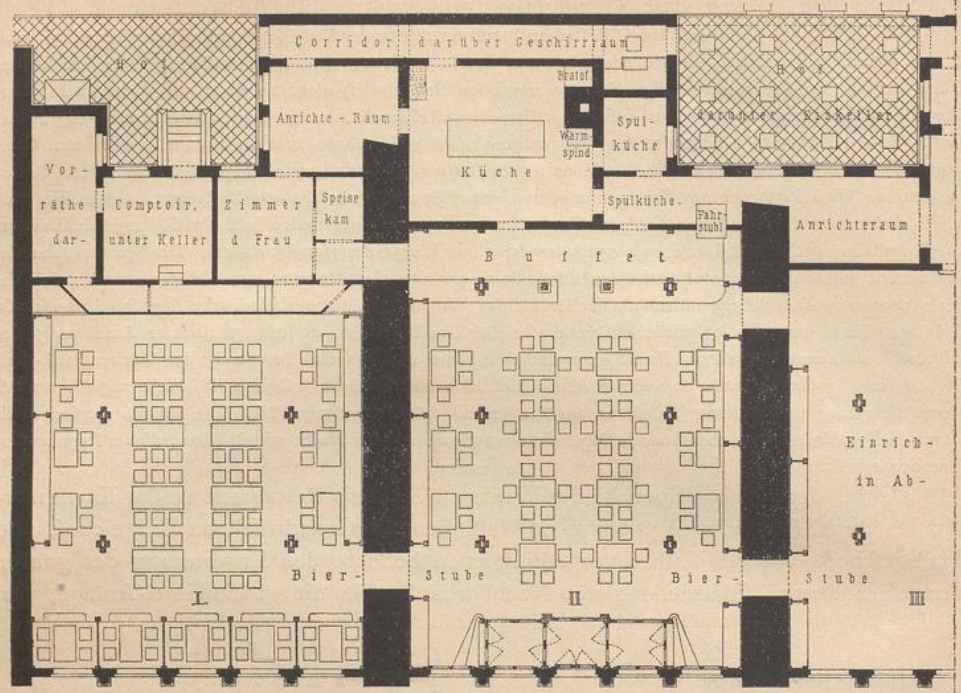 Corridor darüber Geschirrraum
Hof
Hof
darunter Eiskeller
Anrichte-Raum
Bratof.
Wärm-
spind
Spül-
küche
Küche
Vor-
räthe
dar-
Comptoir,
unter Keller
Zimmer
d Frau
Speise
kam
Spülküche.
Fahr-
stuhl
Anrichteraum
Buffet
Einrich-
in Ab-
Bier-
Stube
Bier-
Stube
I.
II
III